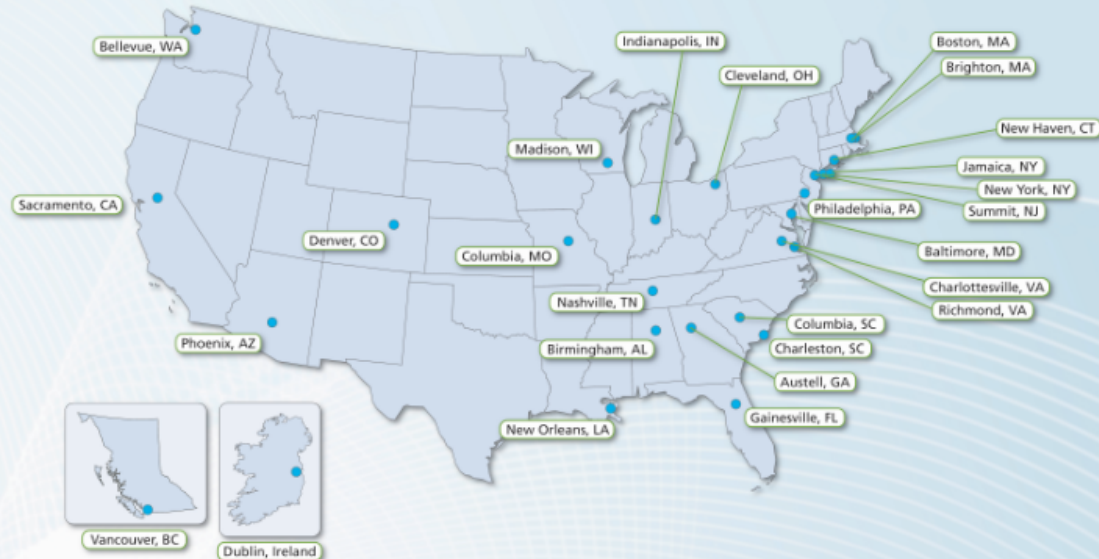 Bellevue, WA
Indianapolis, IN
Boston, MA
Brighton, MA
Cleveland, OH
New Haven, CT
Madison, WI
Jamaica, NY
New York, NY
Sacramento, CA
Philadelphia, PA
Summit, NJ
Denver, CO
Columbia, MO
Baltimore, MD
Charlottesville, VA
Nashville, TN
Richmond, VA
Columbia, SC
Phoenix, AZ
Birmingham, AL
Charleston, SC
Austell, GA
Gainesville, FL
New Orleans, LA
Vancouver, BC
Dublin, Ireland